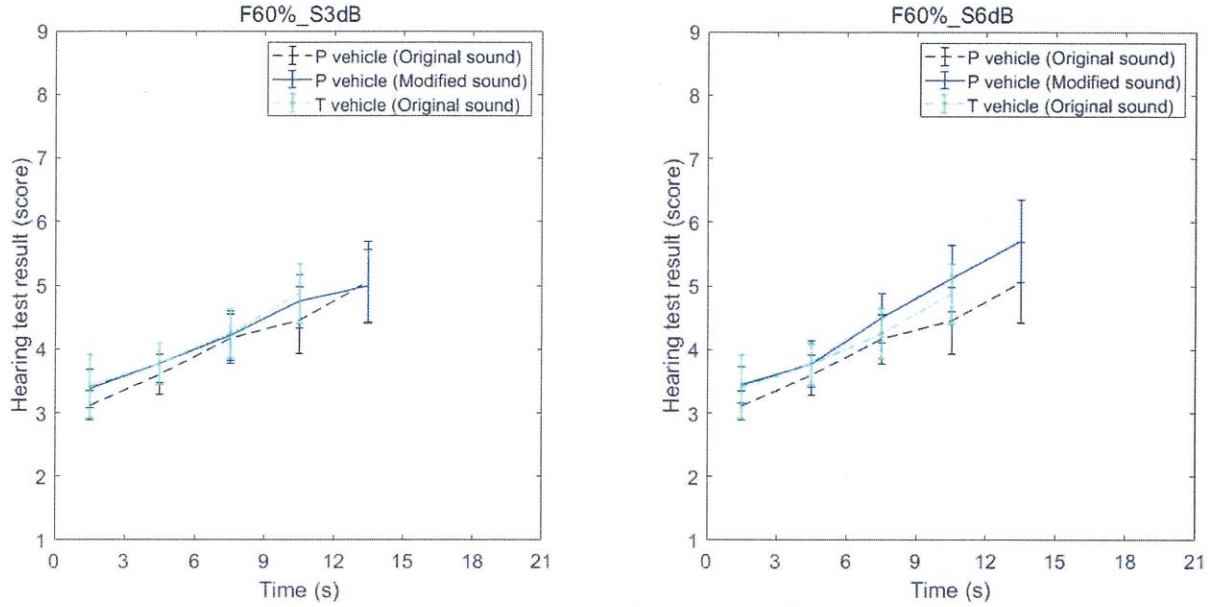 F60%_S3dB
9
8
7
6
5
4
3
2
1
Hearing test result (score)
P vehicle (Original sound)
P vehicle (Modified sound)
T vehicle (Original sound)
0 3 6 9 12 15 18 21
Time (s)
F60%_S6dB
9
8
7
6
5
4
3
2
1
Hearing test result (score)
P vehicle (Original sound)
P vehicle (Modified sound)
T vehicle (Original sound)
0 3 6 9 12 15 18 21
Time (s)